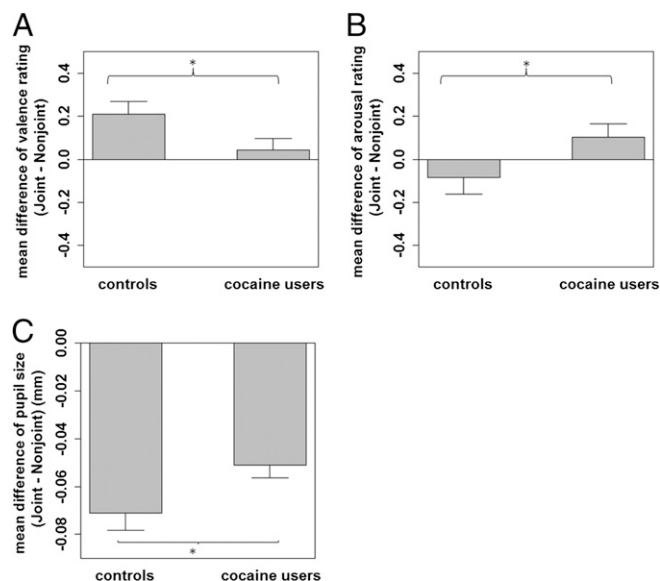 A
mean difference of valence rating
(Joint - Nonjoint)
0.4
0.2
0.0
-0.2
-0.4
*
controls
cocaine users
B
mean difference of arousal rating
(Joint - Nonjoint)
0.4
0.2
0.0
-0.2
-0.4
*
controls
cocaine users
C
mean difference of pupil size
(Joint - Nonjoint) (mm)
0.00
-0.02
-0.04
-0.06
-0.08
*
controls
cocaine users